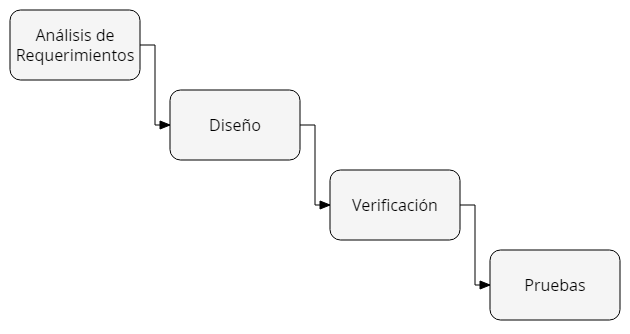 Análisis de
Requerimientos
Diseño
Verificación
Pruebas